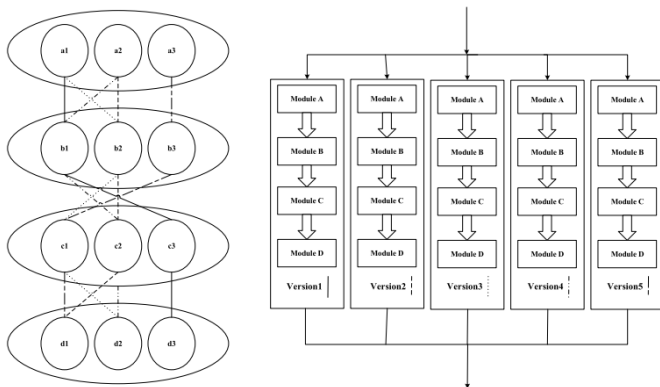 a1 a2 a3
b1 b2 b3
c1 c2 c3
d1 d2 d3
Module A Module A Module A Module A Module A
Module B Module B Module B Module B Module B
Module C Module C Module C Module C Module C
Module D Module D Module D Module D Module D
Version1 Version2 Version3 Version4 Version5